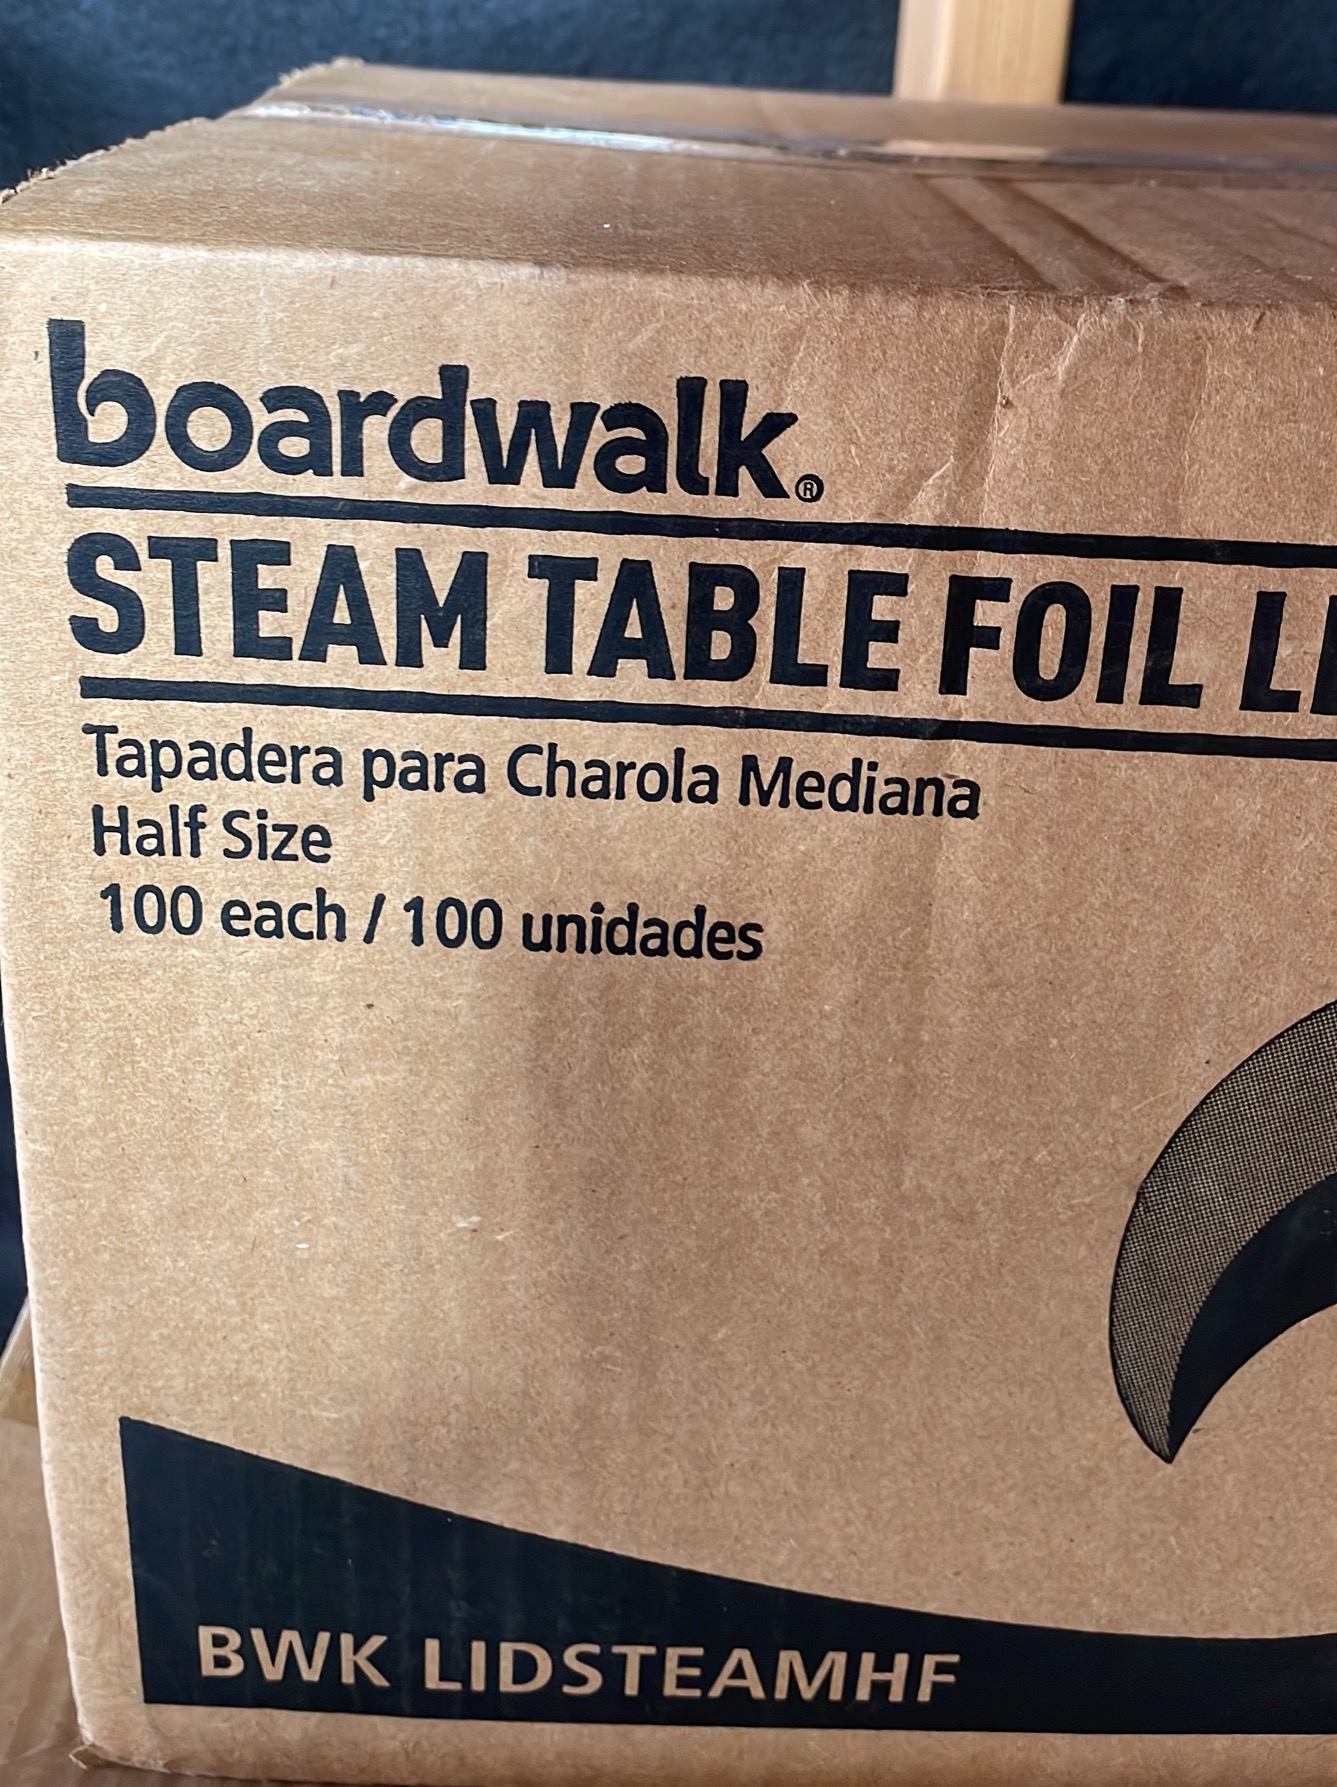 boardwalk®
STEAM TABLE FOIL
Tapadera para Charola Mediana
Half Size
100 each / 100 unidades
BWK LIDSTEAMHF